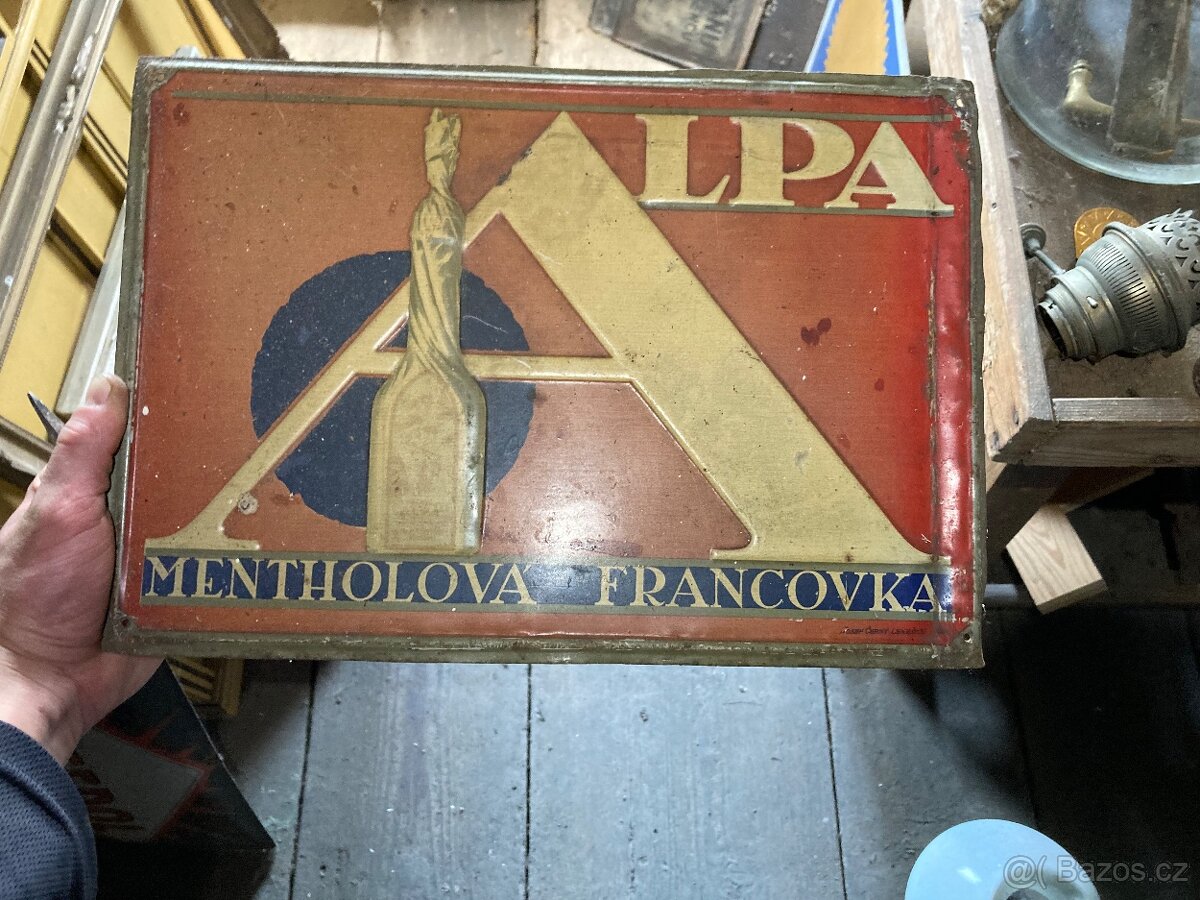 ALPA
MENTHOLOVÁ FRANCOVKA
@( Bazos.cz